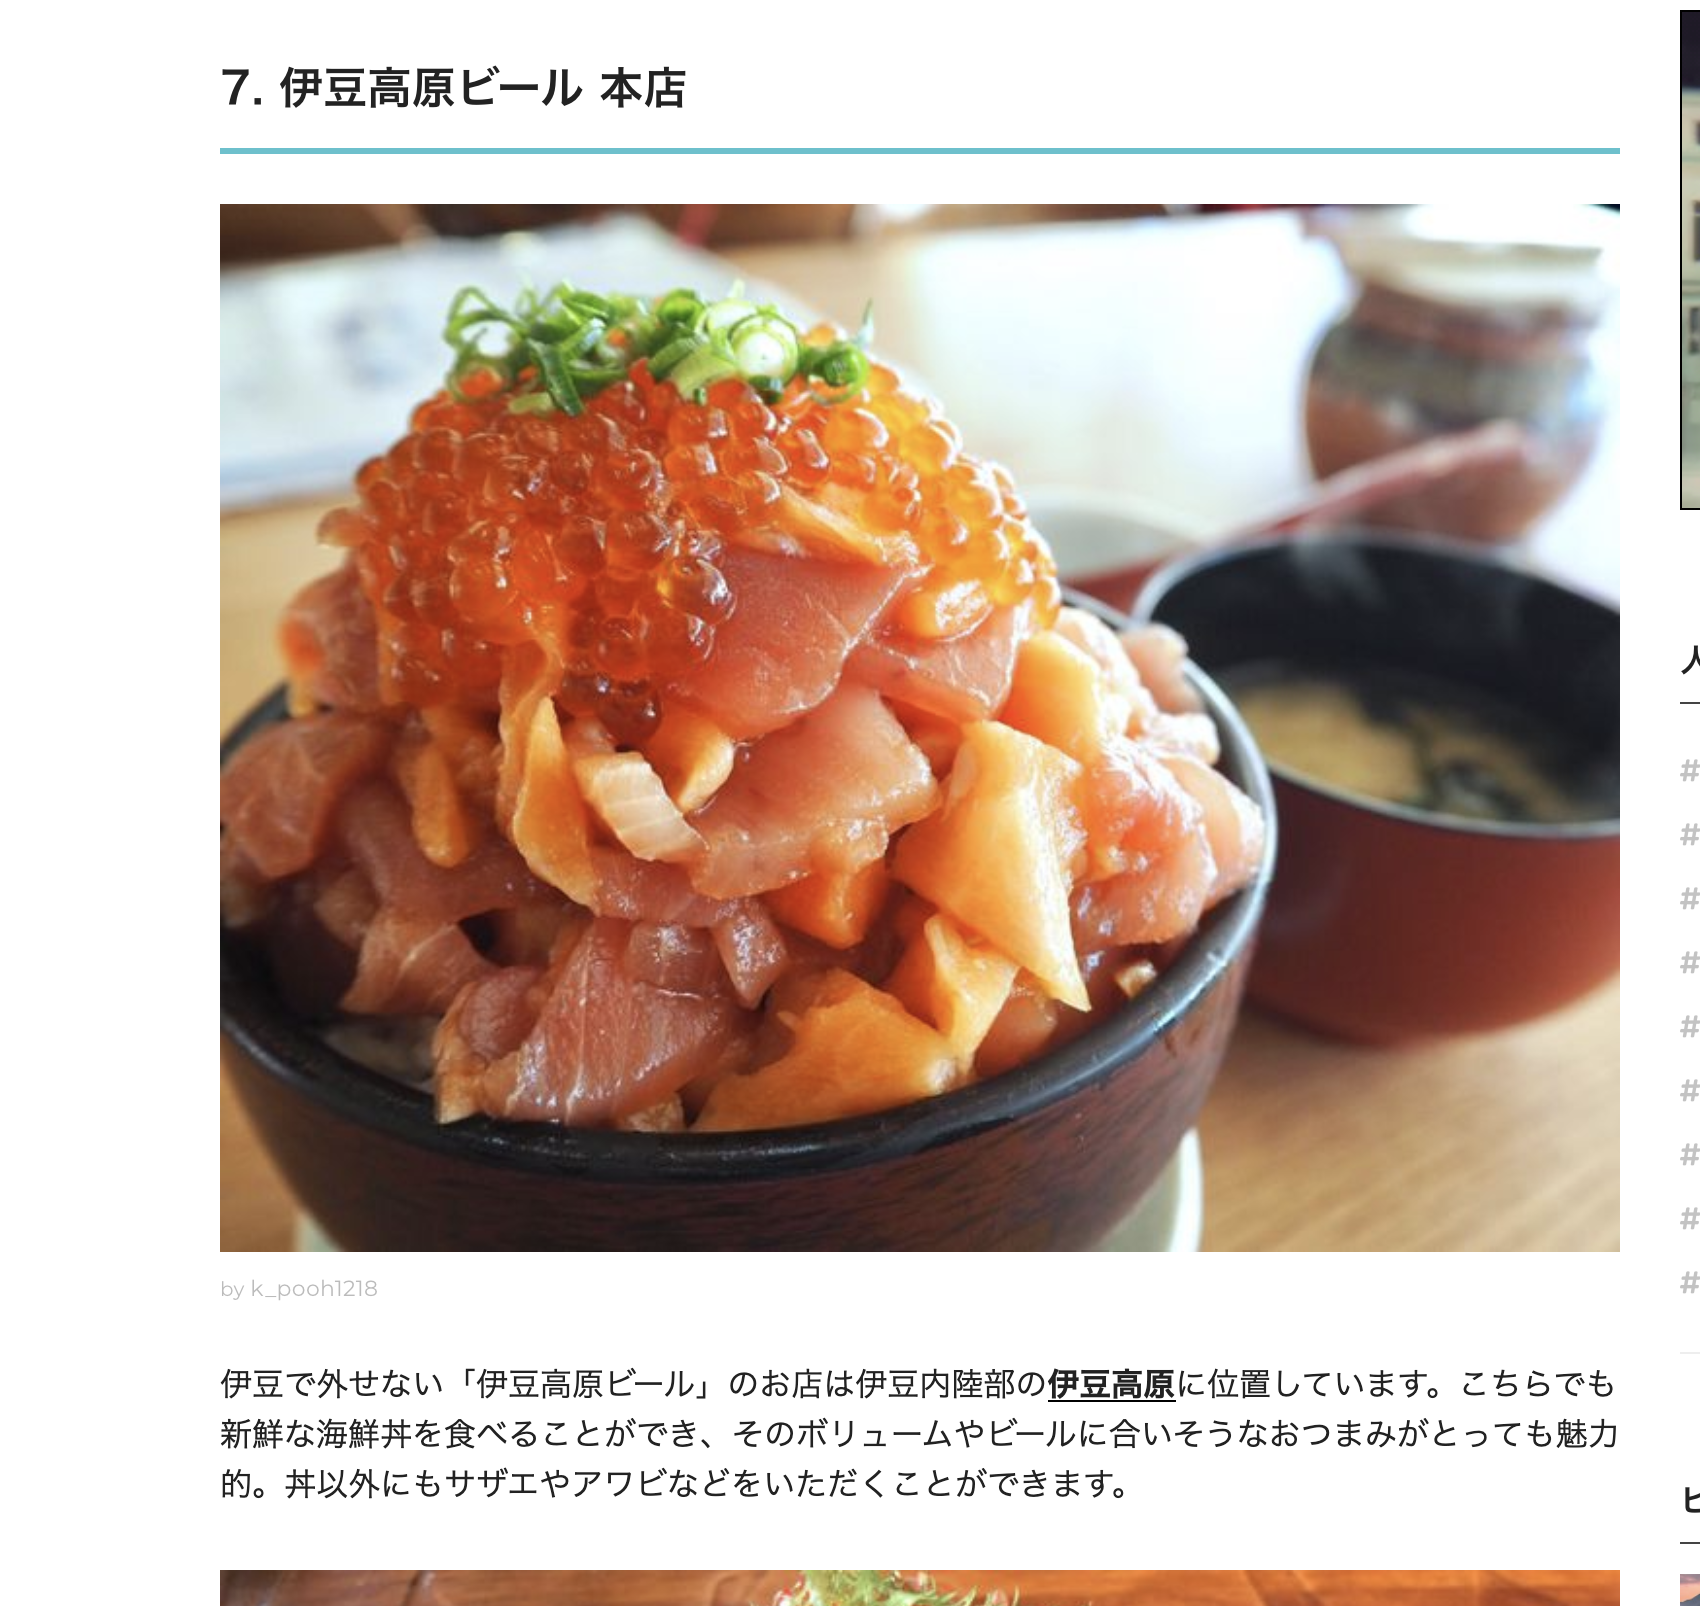 7. 伊豆高原ビール 本店
by k_pooh1218
伊豆で外せない「伊豆高原ビール」のお店は伊豆内陸部の伊豆高原に位置しています。こちらでも
新鮮な海鮮丼を食べることができ、そのボリュームやビールに合いそうなおつまみがとっても魅力
的。丼以外にもサザエやアワビなどをいただくことができます。
#
#
#
#
#
#
#
#
#